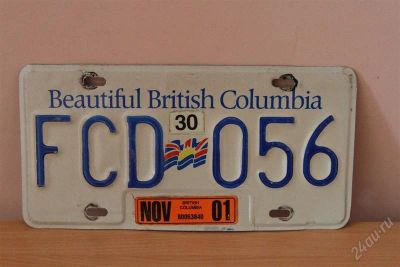 Beautiful British Columbia
30
FCD 056
NOV
BRITISH
COLUMBIA
01
24au.ru